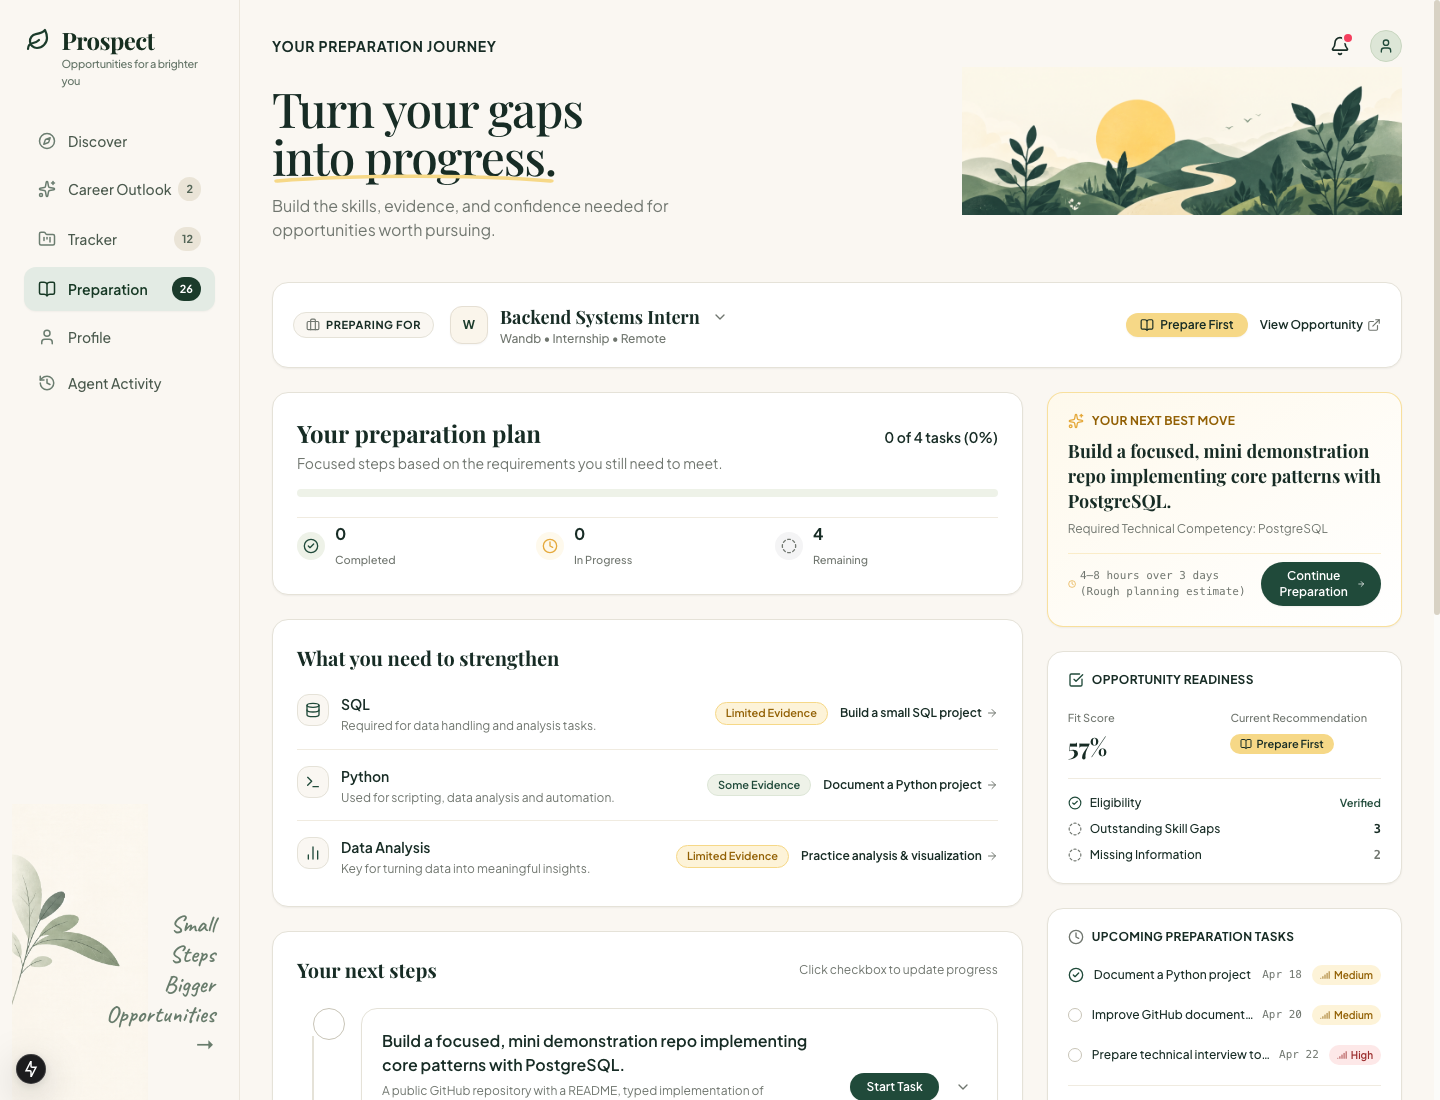 Prospect
Opportunities for a brighter
you
Discover
Career Outlook 2
Tracker 12
Preparation 26
Profile
Agent Activity
Small
Steps
Bigger
Opportunities
→
YOUR PREPARATION JOURNEY
Turn your gaps
into progress.
Build the skills, evidence, and confidence needed for
opportunities worth pursuing.
PREPARING FOR
W
Backend Systems Intern
Wandb • Internship • Remote
Prepare First
View Opportunity
Your preparation plan
0 of 4 tasks (0%)
Focused steps based on the requirements you still need to meet.
0
Completed
0
In Progress
4
Remaining
What you need to strengthen
SQL
Required for data handling and analysis tasks.
Limited Evidence
Build a small SQL project →
Python
Used for scripting, data analysis and automation.
Some Evidence
Document a Python project →
Data Analysis
Key for turning data into meaningful insights.
Limited Evidence
Practice analysis & visualization →
Your next steps
Click checkbox to update progress
Build a focused, mini demonstration repo implementing
core patterns with PostgreSQL.
A public GitHub repository with a README, typed implementation of
Start Task
YOUR NEXT BEST MOVE
Build a focused, mini demonstration
repo implementing core patterns with
PostgreSQL.
Required Technical Competency: PostgreSQL
4–8 hours over 3 days
(Rough planning estimate)
Continue
Preparation →
OPPORTUNITY READINESS
Fit Score
57%
Current Recommendation
Prepare First
Eligibility Verified
Outstanding Skill Gaps 3
Missing Information 2
UPCOMING PREPARATION TASKS
Document a Python project Apr 18 Medium
Improve GitHub document... Apr 20 Medium
Prepare technical interview to... Apr 22 High